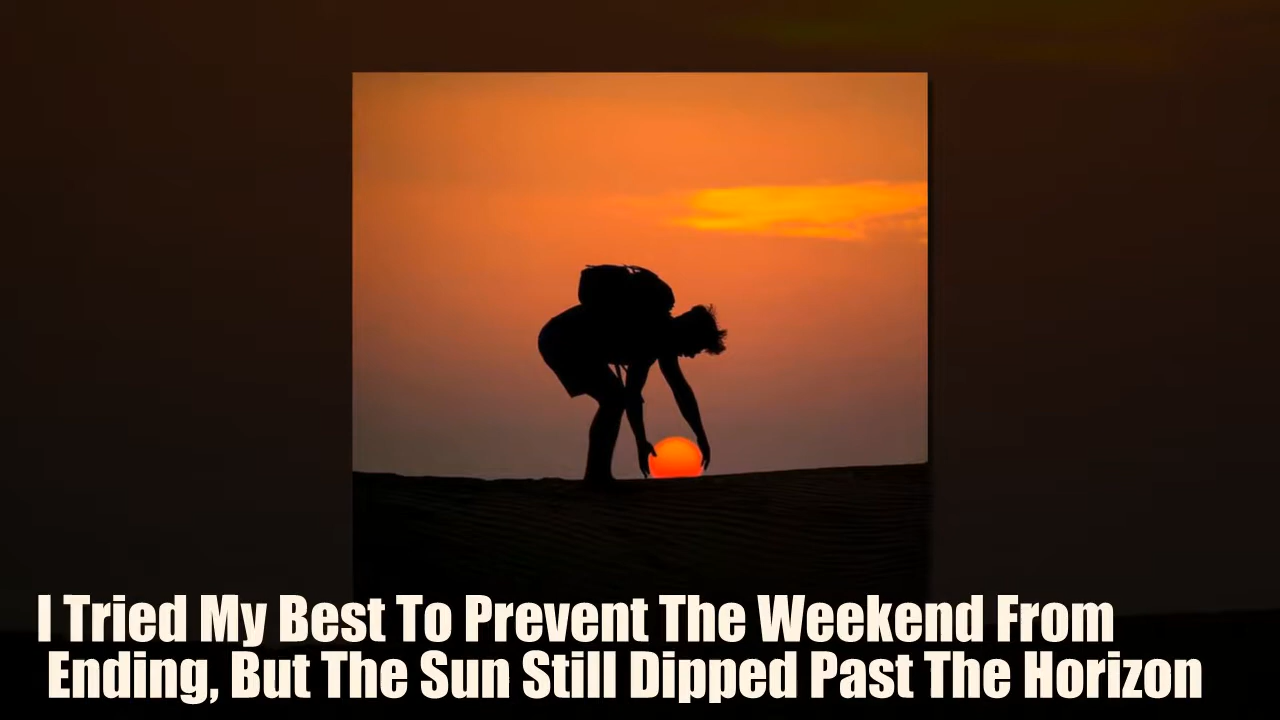 I Tried My Best To Prevent The Weekend From
Ending, But The Sun Still Dipped Past The Horizon